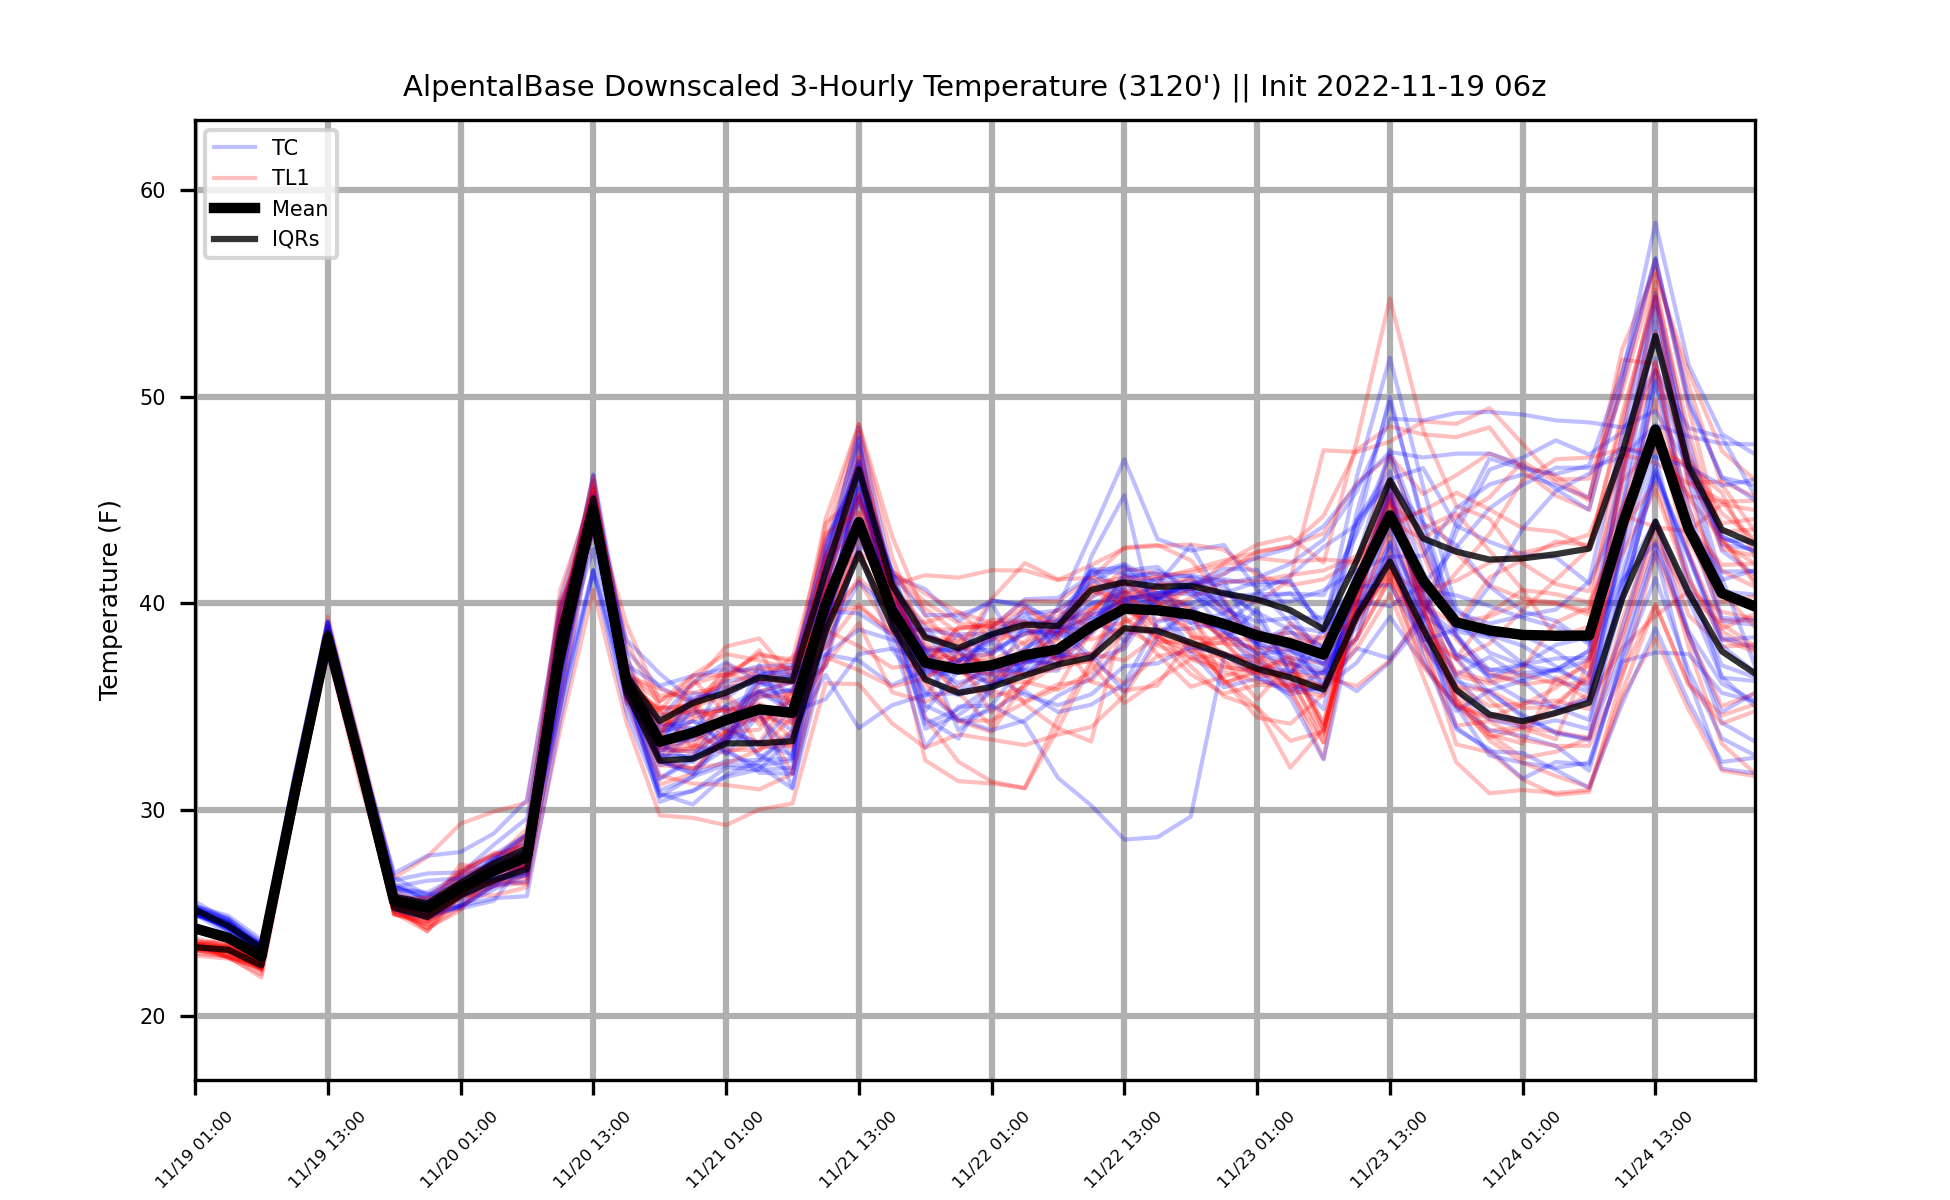 AlpentalBase Downscaled 3-Hourly Temperature (3120') || Init 2022-11-19 06z
TC
TL1
Mean
IQRs
Temperature (F)
60
50
40
30
20
11/19 01:00
11/19 13:00
11/20 01:00
11/20 13:00
11/21 01:00
11/21 13:00
11/22 01:00
11/22 13:00
11/23 01:00
11/23 13:00
11/24 01:00
11/24 13:00